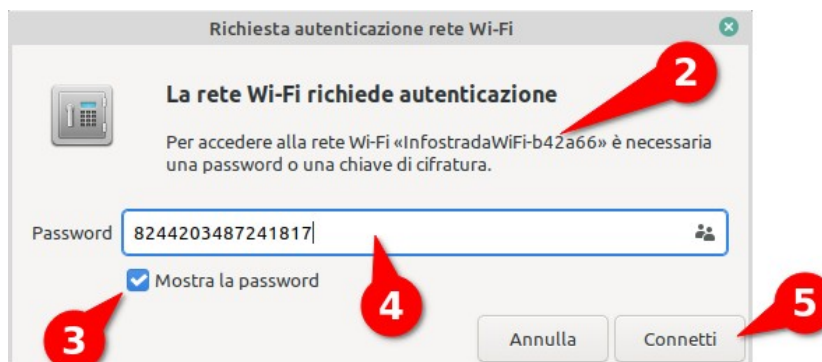 Richiesta autenticazione rete Wi-Fi
2
La rete Wi-Fi richiede autenticazione
Per accedere alla rete Wi-Fi «InfostradaWiFi-b42a66» è necessaria
una password o una chiave di cifratura.
Password 8244203487241817
Mostra la password
3
4
5
Annulla Connetti